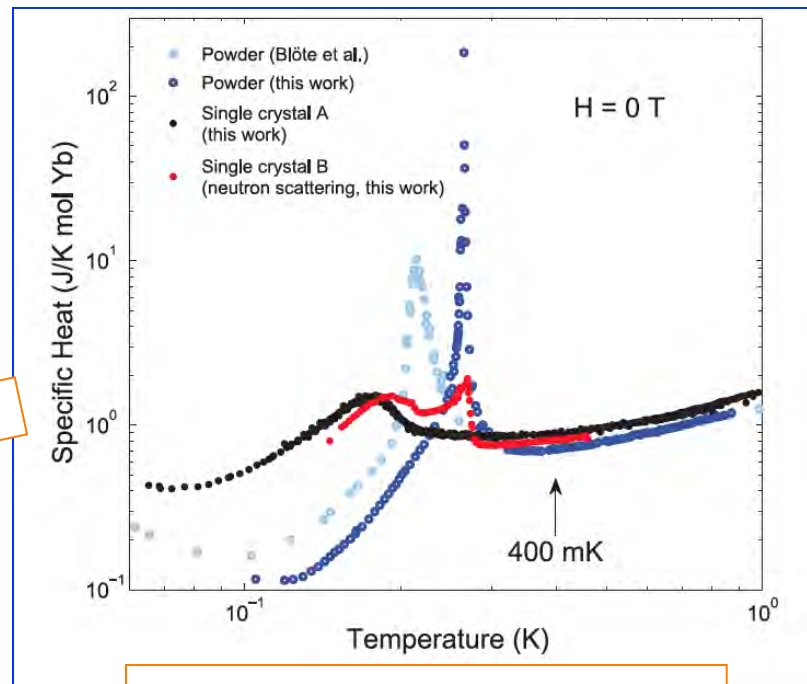 Powder (Blöte et al.)
Powder (this work)
Single crystal A
(this work)
Single crystal B
(neutron scattering, this work)
H = 0 T
Specific Heat (J/K mol Yb)
10²
10¹
10⁰
10⁻¹
400 mK
10⁻¹
10⁰
Temperature (K)